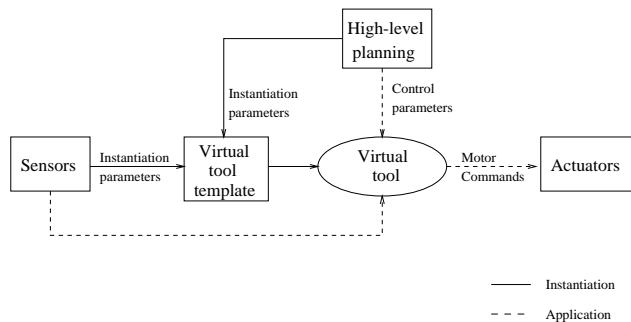 High-level
planning
Instantiation
parameters
Control
parameters
Sensors
Instantiation
parameters
Virtual
tool
template
Virtual
tool
Motor
Commands
Actuators
Instantiation
Application